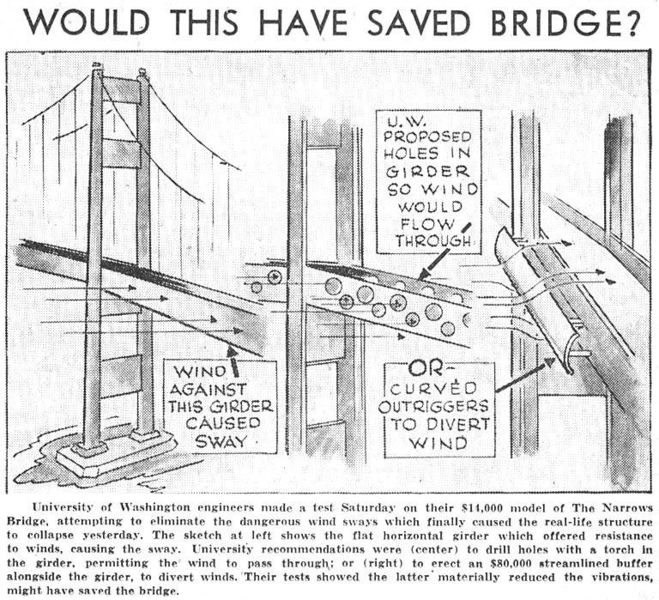 WOULD THIS HAVE SAVED BRIDGE?
U.W.
PROPOSED
HOLES IN
GIRDER
SO WIND
WOULD
FLOW
THROUGH
WIND
AGAINST
THIS GIRDER
CAUSED
SWAY.
OR-
CURVED
OUTRIGGERS
TO DIVERT
WIND
University of Washington engineers made a test Saturday on their $14,000 model of The Narrows
Bridge, attempting to eliminate the dangerous wind sways which finally caused the real-life structure
to collapse yesterday. The sketch at left shows the flat horizontal girder which offered resistance
to winds, causing the sway. University recommendations were (center) to drill holes with a torch in
the girder, permitting the wind to pass through; or (right) to erect an $80,000 streamlined buffer
alongside the girder, to divert winds. Their tests showed the latter materially reduced the vibrations,
might have saved the bridge.